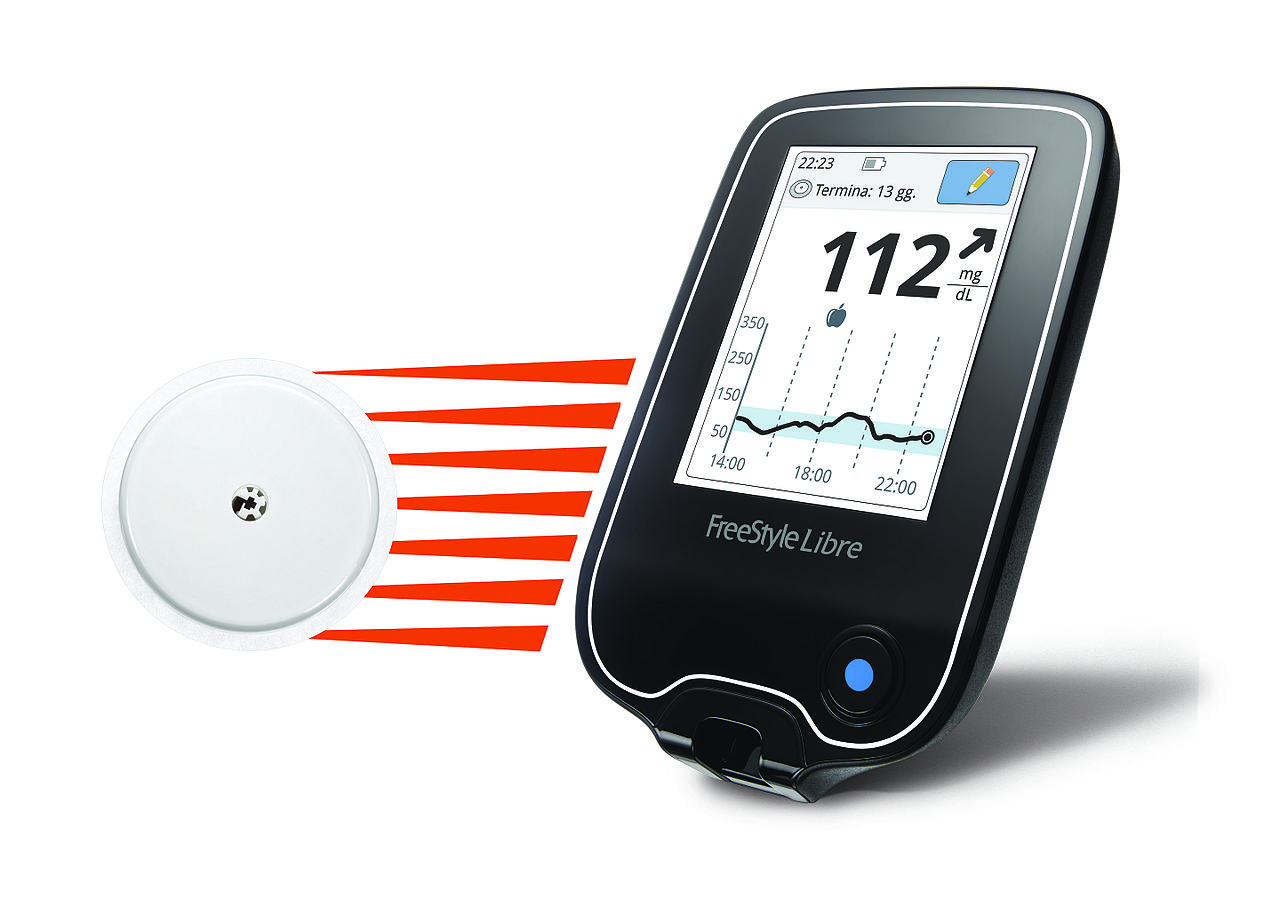 22:23
Termina: 13 gg.
112 mg
dL
350
250
150
50
14:00 18:00 22:00
FreeStyle Libre